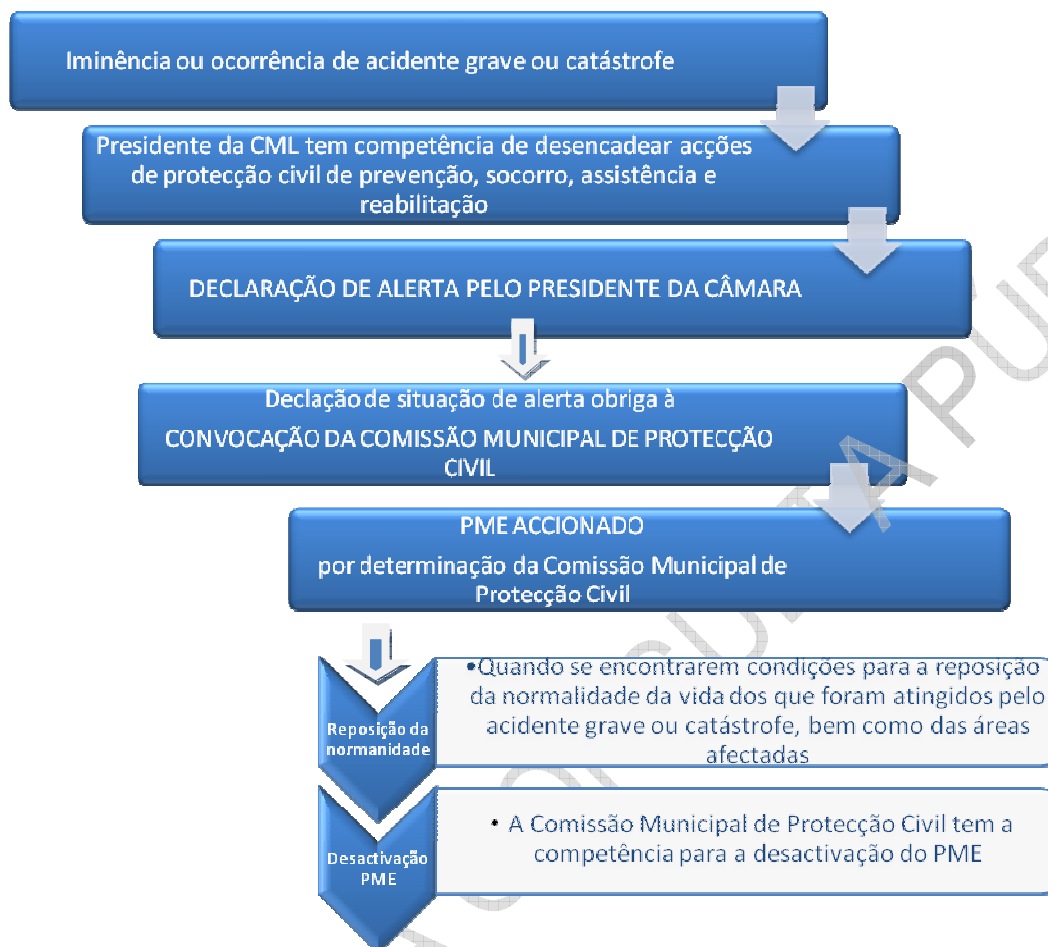 Iminência ou ocorrência de acidente grave ou catástrofe
Presidente da CML tem competência de desencadear acções
de protecção civil de prevenção, socorro, assistência e
reabilitação
DECLARAÇÃO DE ALERTA PELO PRESIDENTE DA CÂMARA
Declação de situação de alerta obriga à
CONVOCAÇÃO DA COMISSÃO MUNICIPAL DE PROTECÇÃO
CIVIL
PME ACCIONADO
por determinação da Comissão Municipal de
Protecção Civil
Reposição da
normanidade
•Quando se encontrarem condições para a reposição
da normalidade da vida dos que foram atingidos pelo
acidente grave ou catástrofe, bem como das áreas
afectadas
Desactivação
PME
• A Comissão Municipal de Protecção Civil tem a
competência para a desactivação do PME